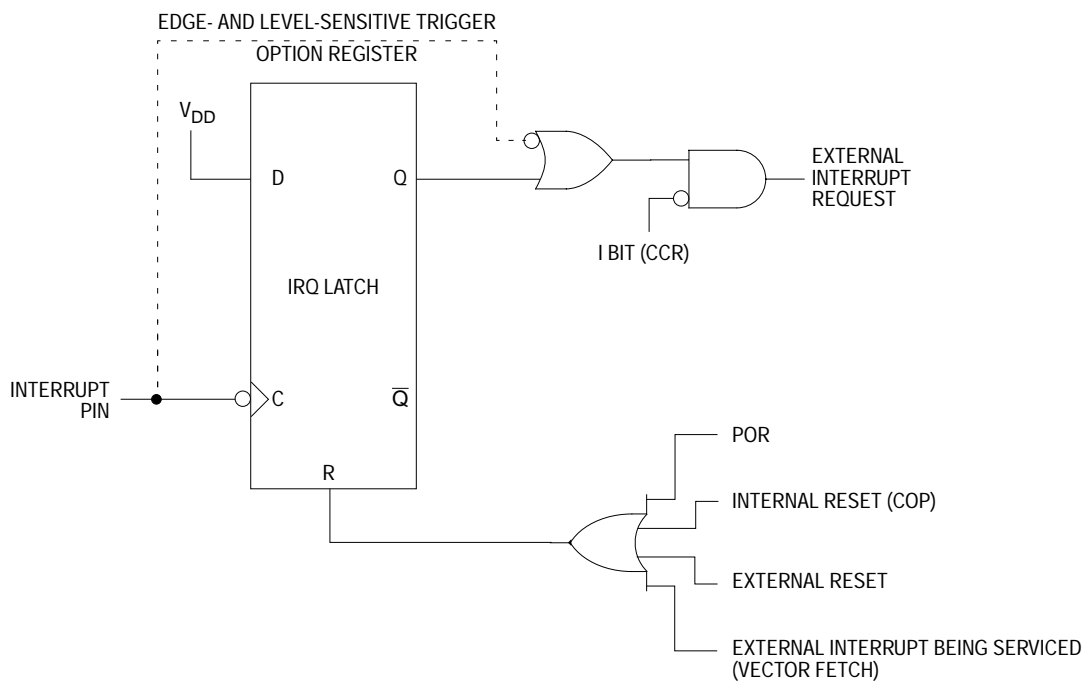 EDGE- AND LEVEL-SENSITIVE TRIGGER
OPTION REGISTER
VDD
D
Q
EXTERNAL
INTERRUPT
REQUEST
I BIT (CCR)
IRQ LATCH
INTERRUPT
PIN
C
Q̅
R
POR
INTERNAL RESET (COP)
EXTERNAL RESET
EXTERNAL INTERRUPT BEING SERVICED
(VECTOR FETCH)